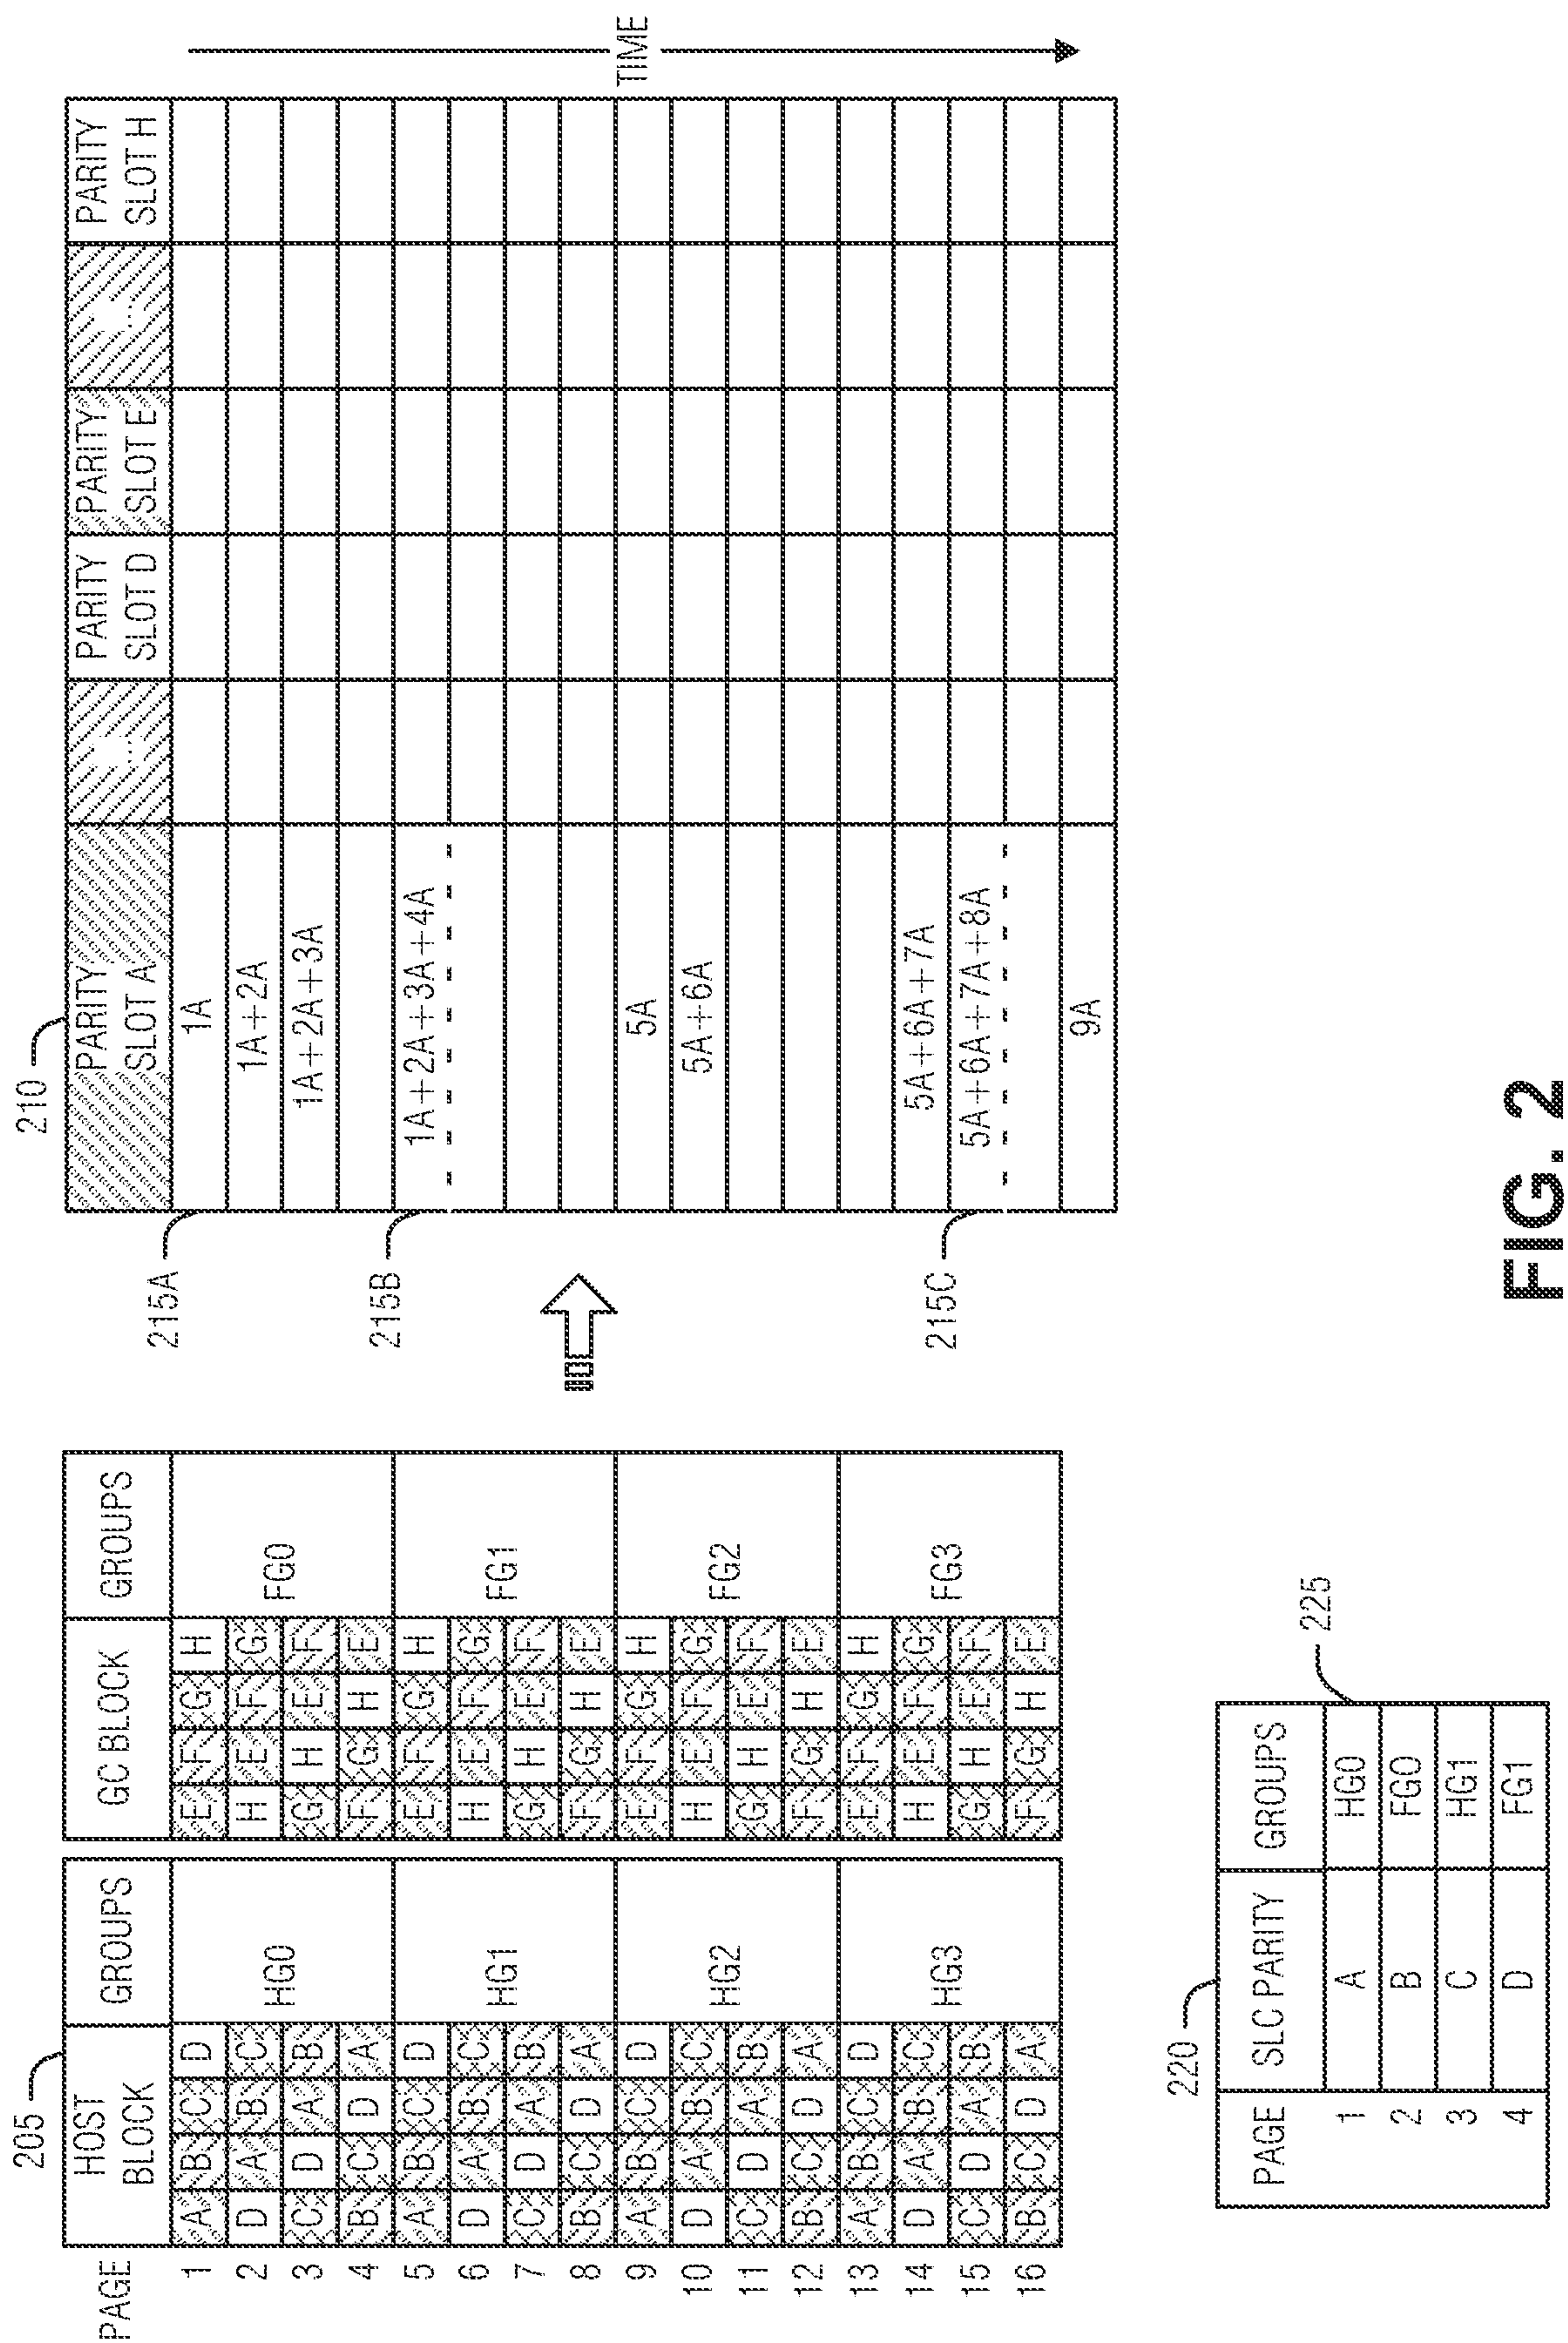 205
210
HOST BLOCK GROUPS GC BLOCK GROUPS
PARITY SLOT A ... PARITY SLOT D PARITY SLOT E ... PARITY SLOT H
PAGE
215A
1 A B C D E F G H 1A
2 D A B C H E F G 1A+2A
HG0 FG0
3 C D A B G H E F 1A+2A+3A
4 B C D A F G H E
215B
5 A B C D E F G H 1A+2A+3A+4A
6 D A B C H E F G
HG1 FG1
7 C D A B G H E F
8 B C D A F G H E
9 A B C D E F G H 5A
TIME
10 D A B C H E F G 5A+6A
HG2 FG2
11 C D A B G H E F
12 B C D A F G H E
13 A B C D E F G H
215C
14 D A B C H E F G 5A+6A+7A
HG3 FG3
15 C D A B G H E F 5A+6A+7A+8A
16 B C D A F G H E
9A
220
PAGE SLC PARITY GROUPS
225
1 A HG0
2 B FG0
3 C HG1
4 D FG1
FIG. 2